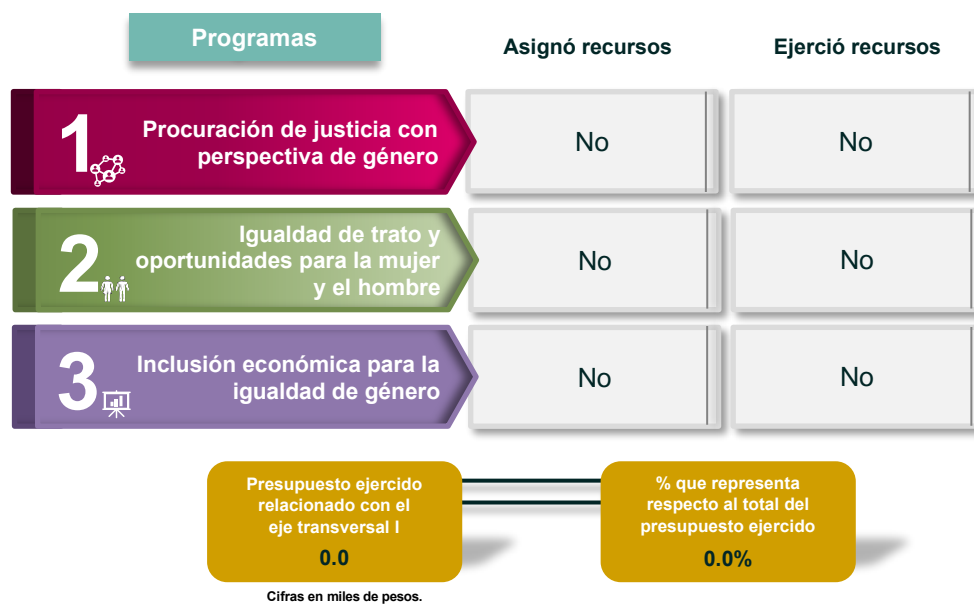 Programas
Asignó recursos
Ejerció recursos
1
Procuración de justicia con
perspectiva de género
No
No
2
Igualdad de trato y
oportunidades para la mujer
y el hombre
No
No
3
Inclusión económica para la
igualdad de género
No
No
Presupuesto ejercido
relacionado con el
eje transversal I
0.0
% que representa
respecto al total del
presupuesto ejercido
0.0%
Cifras en miles de pesos.